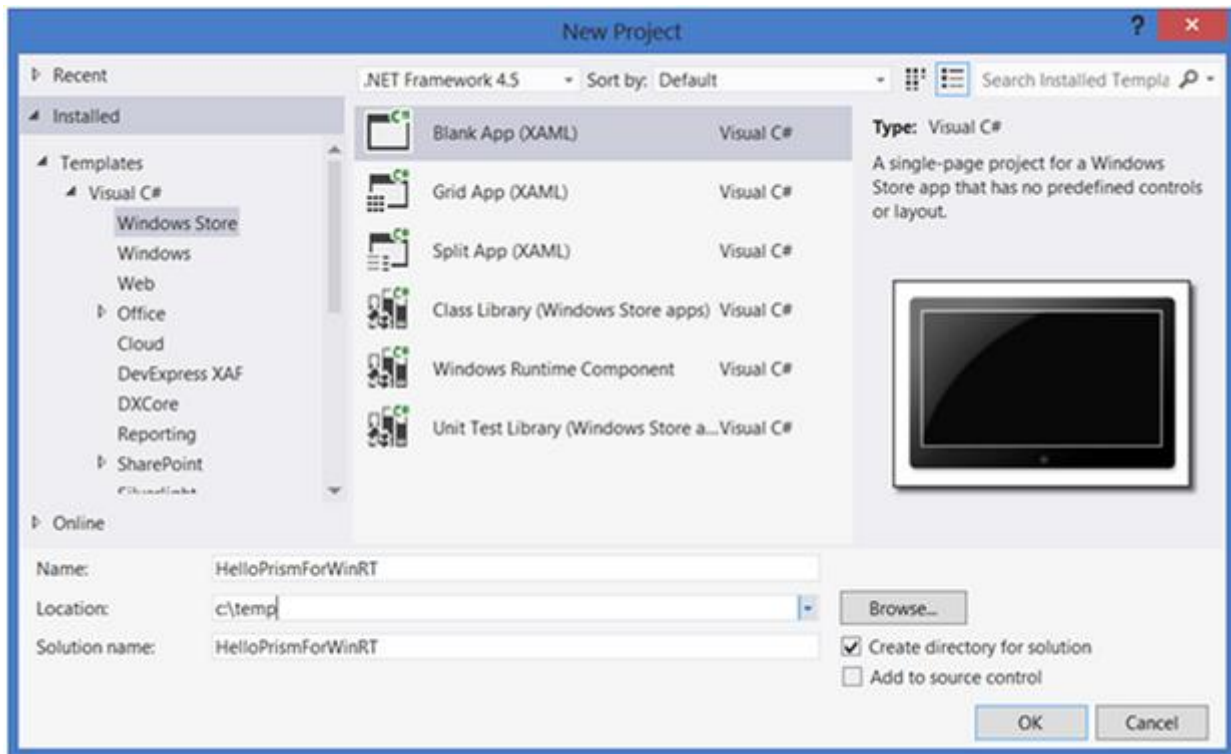 New Project
?
Recent
.NET Framework 4.5
Sort by: Default
Search Installed Templa
Installed
Templates
Visual C#
Windows Store
Windows
Web
Office
Cloud
DevExpress XAF
DXCore
Reporting
SharePoint
Online
Blank App (XAML) Visual C#
Grid App (XAML) Visual C#
Split App (XAML) Visual C#
Class Library (Windows Store apps) Visual C#
Windows Runtime Component Visual C#
Unit Test Library (Windows Store a... Visual C#
Type: Visual C#
A single-page project for a Windows
Store app that has no predefined controls
or layout.
Name: HelloPrismForWinRT
Location: c:\temp
Browse...
Solution name: HelloPrismForWinRT
Create directory for solution
Add to source control
OK
Cancel